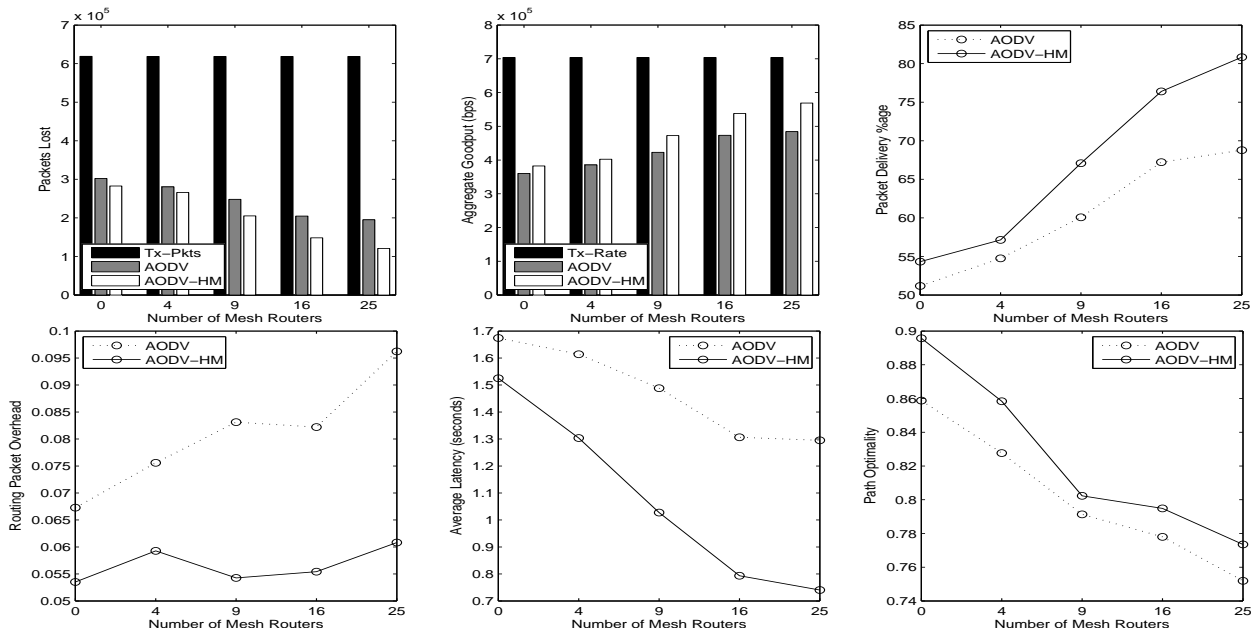 x 10^5
7
6
5
4
3
2
1
0
Packets Lost
Tx-Pkts
AODV
AODV-HM
0 4 9 16 25
Number of Mesh Routers
x 10^5
8
7
6
5
4
3
2
1
0
Aggregate Goodput (bps)
Tx-Rate
AODV
AODV-HM
0 4 9 16 25
Number of Mesh Routers
85
80
75
70
65
60
55
50
Packet Delivery %age
AODV
AODV-HM
0 4 9 16 25
Number of Mesh Routers
0.1
0.095
0.09
0.085
0.08
0.075
0.07
0.065
0.06
0.055
0.05
Routing Packet Overhead
AODV
AODV-HM
0 4 9 16 25
Number of Mesh Routers
1.7
1.6
1.5
1.4
1.3
1.2
1.1
1
0.9
0.8
0.7
Average Latency (seconds)
AODV
AODV-HM
0 4 9 16 25
Number of Mesh Routers
0.9
0.88
0.86
0.84
0.82
0.8
0.78
0.76
0.74
Path Optimality
AODV
AODV-HM
0 4 9 16 25
Number of Mesh Routers